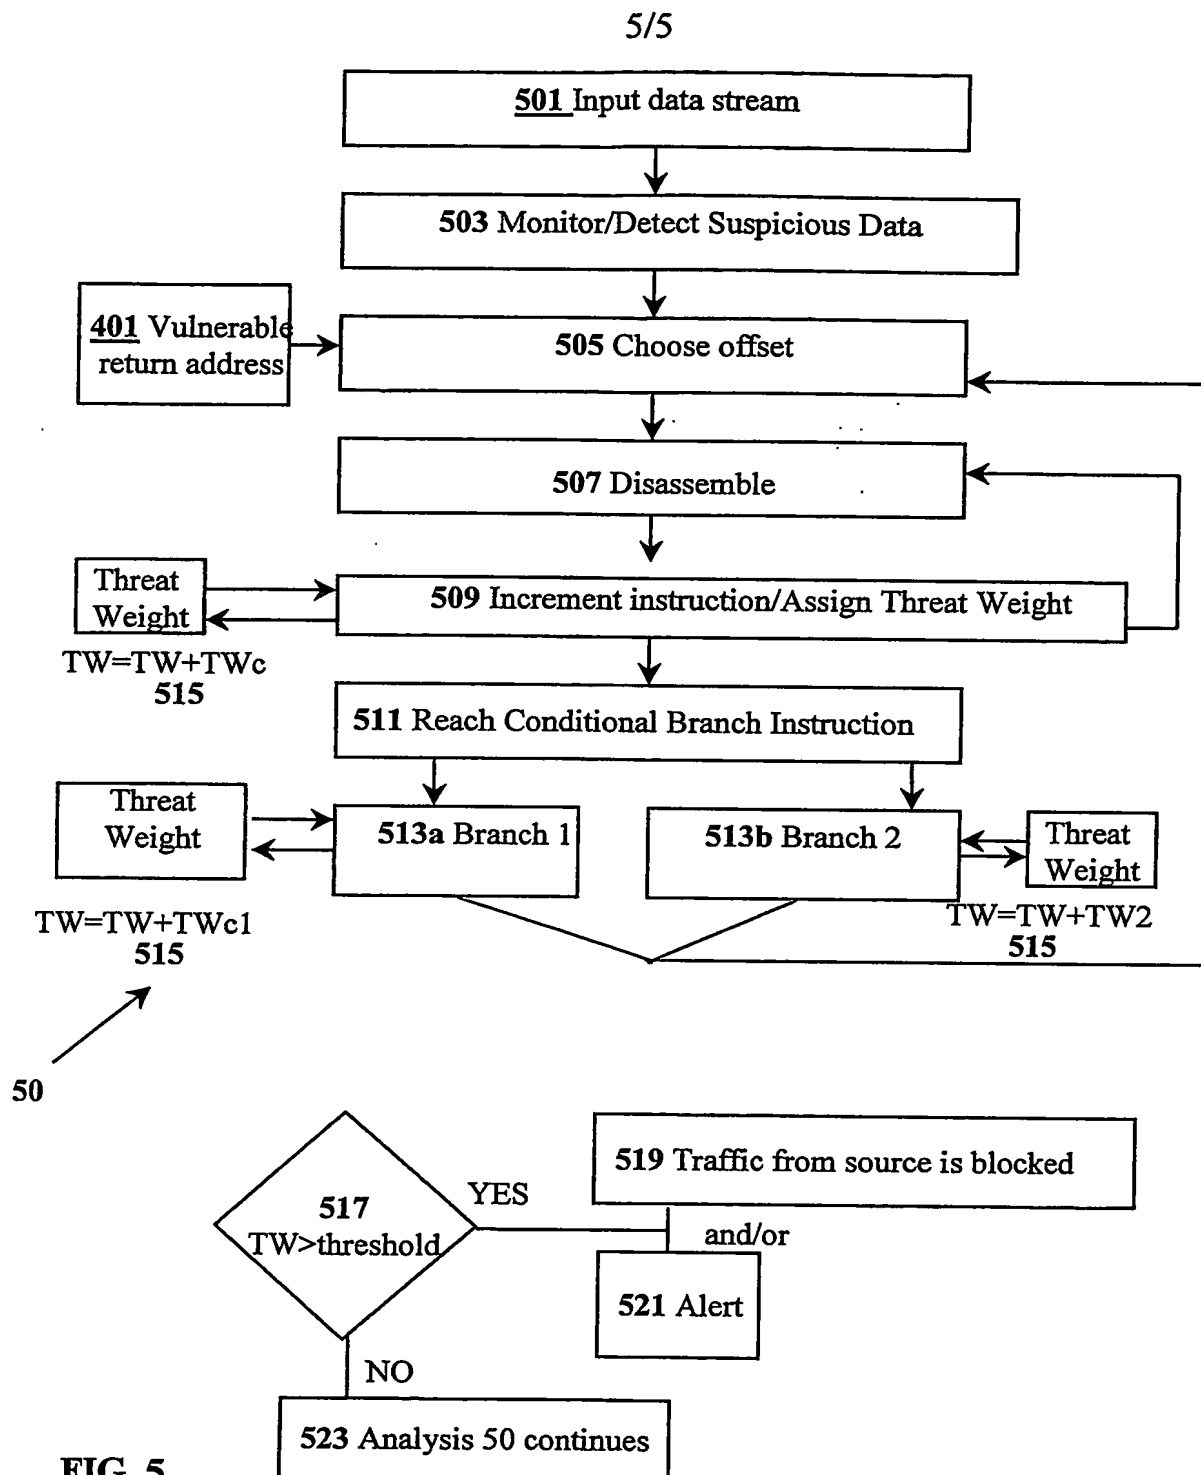 5/5
501 Input data stream
503 Monitor/Detect Suspicious Data
401 Vulnerable
return address
505 Choose offset
507 Disassemble
Threat
Weight
509 Increment instruction/Assign Threat Weight
TW=TW+TWc
515
511 Reach Conditional Branch Instruction
Threat
Weight
513a Branch 1
513b Branch 2
Threat
Weight
TW=TW+TWc1
515
TW=TW+TW2
515
50
517
TW>threshold
YES
519 Traffic from source is blocked
and/or
521 Alert
NO
523 Analysis 50 continues
FIG. 5